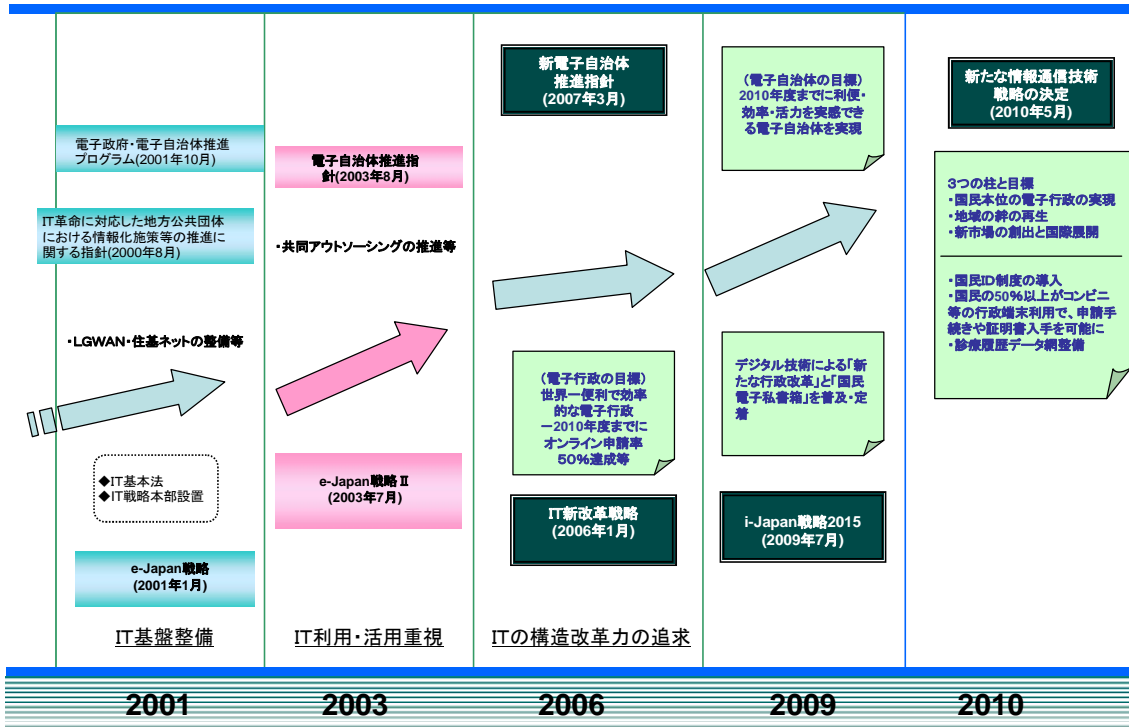 電子政府・電子自治体推進
プログラム(2001年10月)
IT革命に対応した地方公共団体
における情報化施策等の推進に
関する指針(2000年8月)
・LGWAN・住基ネットの整備等
◆IT基本法
◆IT戦略本部設置
e-Japan戦略
(2001年1月)
IT基盤整備
電子自治体推進指
針(2003年8月)
・共同アウトソーシングの推進等
e-Japan戦略Ⅱ
(2003年7月)
IT利用・活用重視
新電子自治体
推進指針
(2007年3月)
(電子行政の目標)
世界一便利で効率
的な電子行政
－2010年度までに
オンライン申請率
50%達成等
IT新改革戦略
(2006年1月)
ITの構造改革力の追求
(電子自治体の目標)
2010年度までに利便・
効率・活力を実感でき
る電子自治体を実現
デジタル技術による「新
たな行政改革」と「国民
電子私書箱」を普及・定
着
i-Japan戦略2015
(2009年7月)
新たな情報通信技術
戦略の決定
(2010年5月)
3つの柱と目標
・国民本位の電子行政の実現
・地域の絆の再生
・新市場の創出と国際展開
・国民ID制度の導入
・国民の50%以上がコンビニ
等の行政端末利用で、申請手
続きや証明書入手を可能に
・診療履歴データ網整備
2001
2003
2006
2009
2010